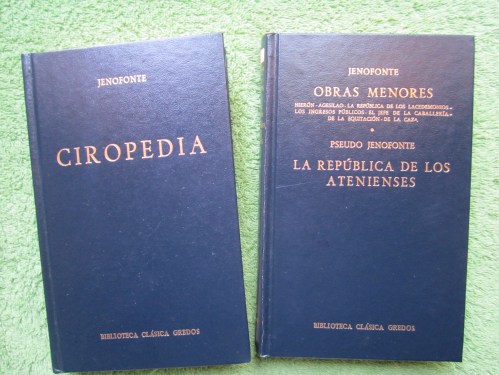 JENOFONTE
CIROPEDIA
BIBLIOTECA CLÁSICA GREDOS
JENOFONTE
OBRAS MENORES
HIERÓN - AGESILAO - LA REPÚBLICA DE LOS LACEDEMONIOS -
LOS INGRESOS PÚBLICOS - EL JEFE DE LA CABALLERÍA -
DE LA EQUITACIÓN - DE LA CAZA
PSEUDO JENOFONTE
LA REPÚBLICA DE LOS
ATENIENSES
BIBLIOTECA CLÁSICA GREDOS